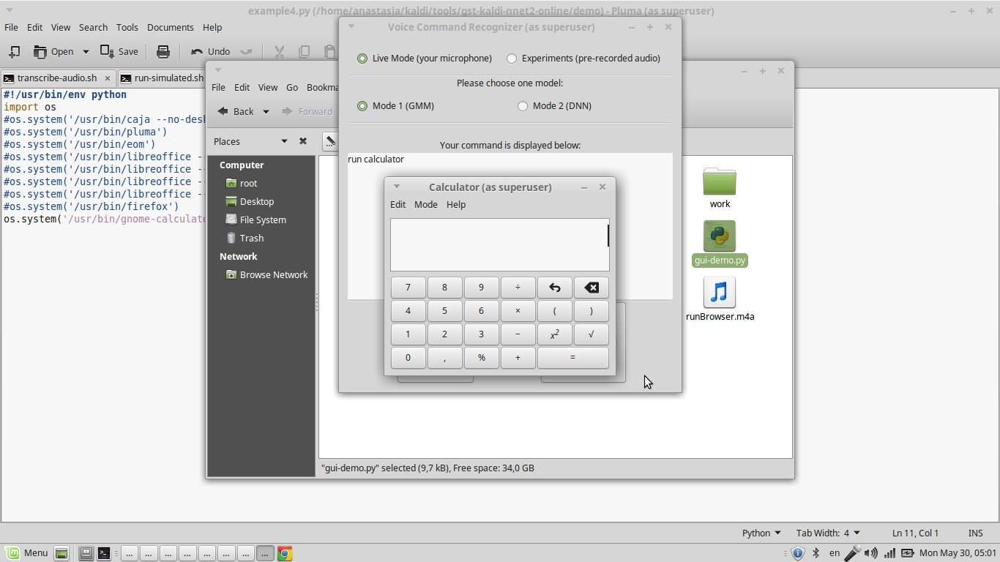 example4.py (/home/anastasia/kaldi/tools/gst-kaldi-nnet2-online/demo) - Pluma (as superuser)
File Edit View Search Tools Documents Help
Open Save Undo
transcribe-audio.sh × run-simulated.sh
#!/usr/bin/env python
import os
#os.system('/usr/bin/caja --no-des
#os.system('/usr/bin/pluma')
#os.system('/usr/bin/eom')
#os.system('/usr/bin/libreoffice -
#os.system('/usr/bin/libreoffice -
#os.system('/usr/bin/libreoffice -
#os.system('/usr/bin/libreoffice -
#os.system('/usr/bin/firefox')
os.system('/usr/bin/gnome-calculat
File Edit View Go Bookma
Back Forward
Places
Computer
root
Desktop
File System
Trash
Network
Browse Network
work
gui-demo.py
runBrowser.m4a
"gui-demo.py" selected (9,7 kB), Free space: 34,0 GB
Voice Command Recognizer (as superuser)
Live Mode (your microphone) Experiments (pre-recorded audio)
Please choose one model:
Mode 1 (GMM) Mode 2 (DNN)
Your command is displayed below:
run calculator
Calculator (as superuser)
Edit Mode Help
7 8 9 ÷
4 5 6 × ( )
1 2 3 − x² √
0 , % + =
Python Tab Width: 4 Ln 11, Col 1 INS
Menu ... ... ... ... ... ... ... ... en Mon May 30, 05:01